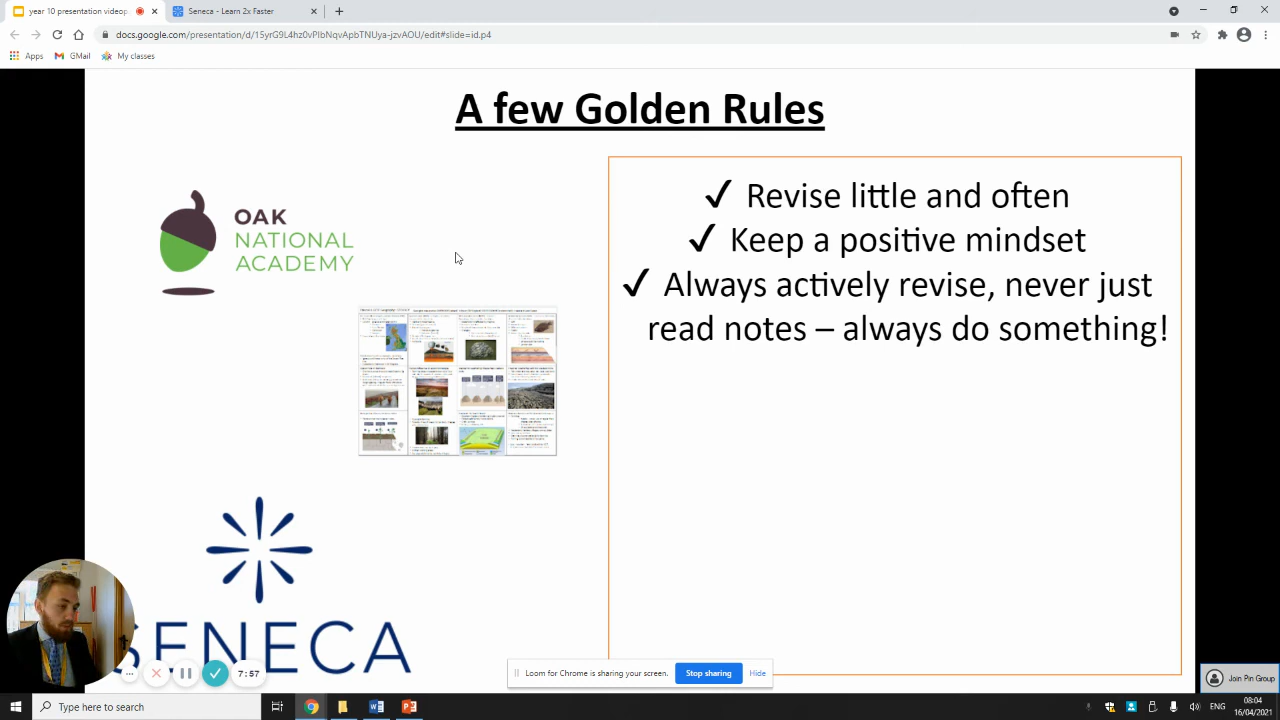 year 10 presentation videop
Seneca - Learn 2x Faster
docs.google.com/presentation/d/15yrG9L4hz0vPIbNqvApbTNUya-jzvAOU/edit#slide=id.p4
Apps
GMail
My classes
A few Golden Rules
OAK
NATIONAL
ACADEMY
✓ Revise little and often
✓ Keep a positive mindset
✓ Always actively revise, never just
read notes – always do something!
SENECA
7:57
Loom for Chrome is sharing your screen.
Stop sharing
Hide
Join Pin Group
Type here to search
ENG
08:04
16/04/2021